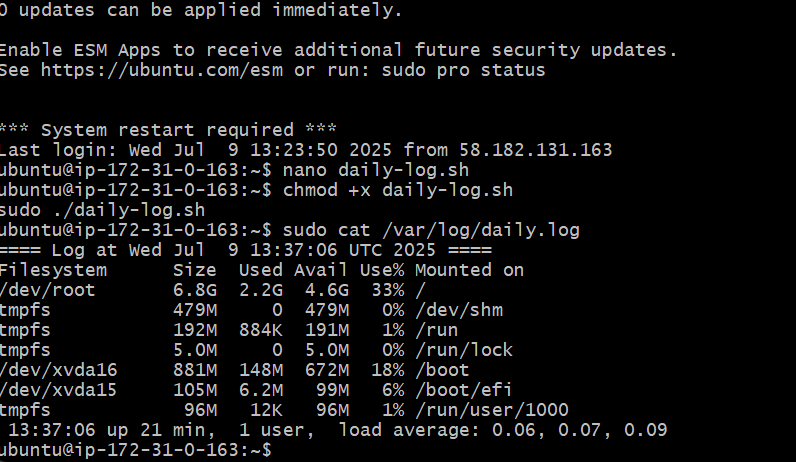 0 updates can be applied immediately.
Enable ESM Apps to receive additional future security updates.
See https://ubuntu.com/esm or run: sudo pro status
*** System restart required ***
Last login: Wed Jul  9 13:23:50 2025 from 58.182.131.163
ubuntu@ip-172-31-0-163:~$ nano daily-log.sh
ubuntu@ip-172-31-0-163:~$ chmod +x daily-log.sh
sudo ./daily-log.sh
ubuntu@ip-172-31-0-163:~$ sudo cat /var/log/daily.log
==== Log at Wed Jul  9 13:37:06 UTC 2025 ====
Filesystem      Size  Used Avail Use% Mounted on
/dev/root       6.8G  2.2G  4.6G  33% /
tmpfs           479M     0  479M   0% /dev/shm
tmpfs           192M  884K  191M   1% /run
tmpfs           5.0M     0  5.0M   0% /run/lock
/dev/xvda16     881M  148M  672M  18% /boot
/dev/xvda15     105M  6.2M   99M   6% /boot/efi
tmpfs            96M   12K   96M   1% /run/user/1000
 13:37:06 up 21 min,  1 user,  load average: 0.06, 0.07, 0.09
ubuntu@ip-172-31-0-163:~$